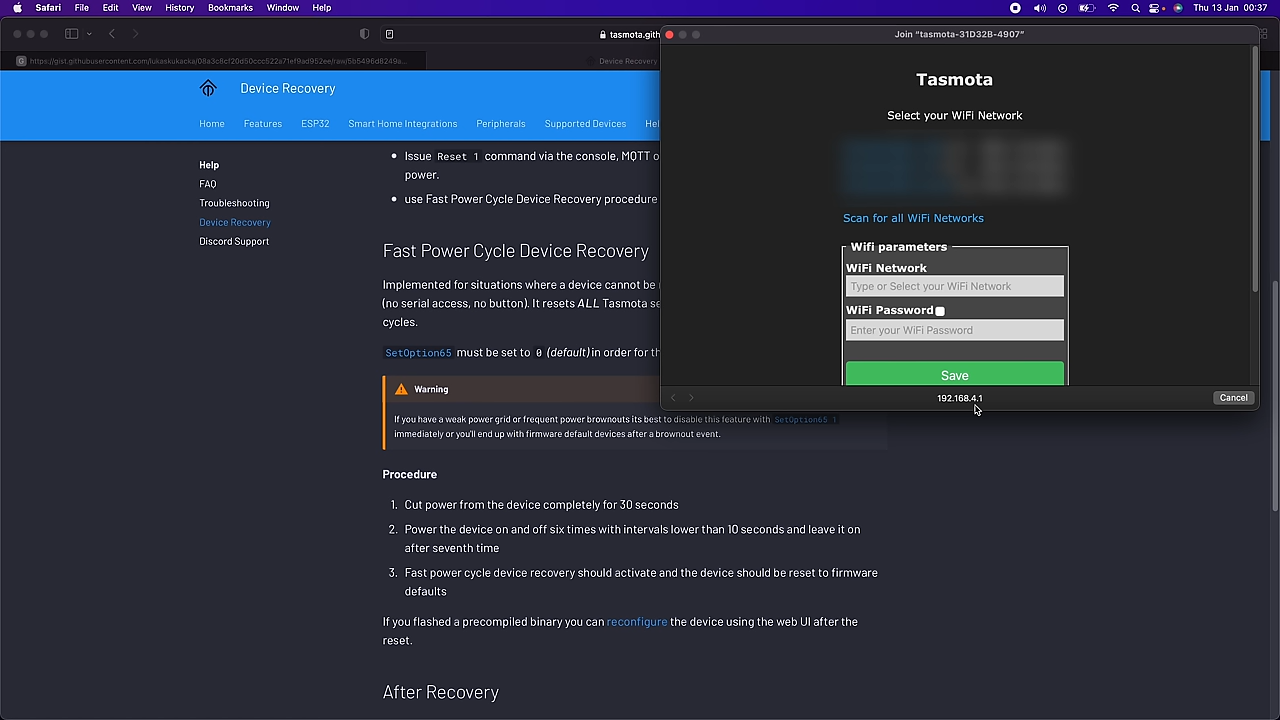 Safari File Edit View History Bookmarks Window Help Thu 13 Jan 00:37
tasmota.gith
https://gist.githubusercontent.com/lukaskukacka/
Device Recovery
Device Recovery
Home Features ESP32 Smart Home Integrations Peripherals Supported Devices Hel
Help
FAQ
Troubleshooting
Device Recovery
Discord Support
Issue Reset 1 command via the console, MQTT o
power.
use Fast Power Cycle Device Recovery procedure
Fast Power Cycle Device Recovery
Implemented for situations where a device cannot be
(no serial access, no button). It resets ALL Tasmota se
cycles.
SetOption65 must be set to 0 (default) in order for th
Warning
If you have a weak power grid or frequent power brownouts its best to disable this feature with SetOption65 1
immediately or you'll end up with firmware default devices after a brownout event.
Procedure
1. Cut power from the device completely for 30 seconds
2. Power the device on and off six times with intervals lower than 10 seconds and leave it on
after seventh time
3. Fast power cycle device recovery should activate and the device should be reset to firmware
defaults
If you flashed a precompiled binary you can reconfigure the device using the web UI after the
reset.
After Recovery
Join "tasmota-31D32B-4907"
Tasmota
Select your WiFi Network
Scan for all WiFi Networks
Wifi parameters
WiFi Network
Type or Select your WiFi Network
WiFi Password
Enter your WiFi Password
Save
192.168.4.1
Cancel